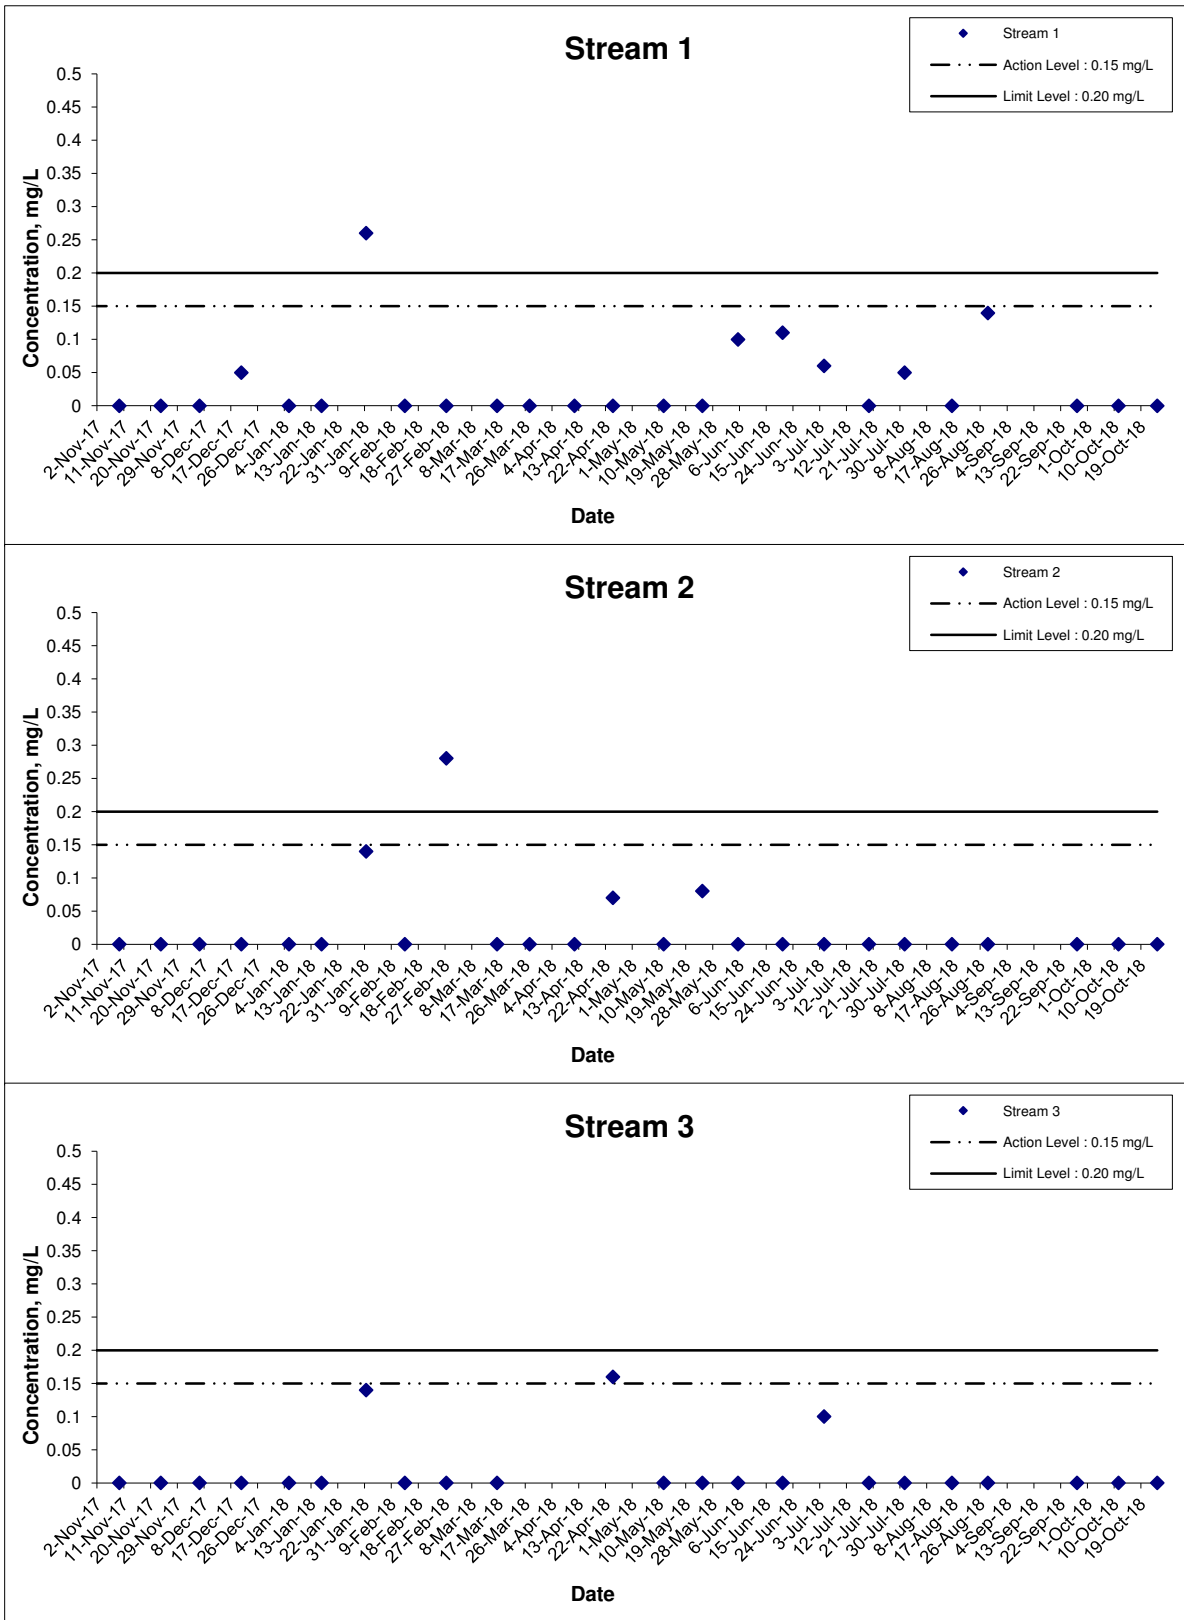 Stream 1
Stream 1
Action Level : 0.15 mg/L
Limit Level : 0.20 mg/L
Concentration, mg/L
0.5
0.45
0.4
0.35
0.3
0.25
0.2
0.15
0.1
0.05
0
2-Nov-17
11-Nov-17
20-Nov-17
29-Nov-17
8-Dec-17
17-Dec-17
26-Dec-17
4-Jan-18
13-Jan-18
22-Jan-18
31-Jan-18
9-Feb-18
18-Feb-18
27-Feb-18
8-Mar-18
17-Mar-18
26-Mar-18
4-Apr-18
13-Apr-18
22-Apr-18
1-May-18
10-May-18
19-May-18
28-May-18
6-Jun-18
15-Jun-18
24-Jun-18
3-Jul-18
12-Jul-18
21-Jul-18
30-Jul-18
8-Aug-18
17-Aug-18
26-Aug-18
4-Sep-18
13-Sep-18
22-Sep-18
1-Oct-18
10-Oct-18
19-Oct-18
Date
Stream 2
Stream 2
Action Level : 0.15 mg/L
Limit Level : 0.20 mg/L
Concentration, mg/L
0.5
0.45
0.4
0.35
0.3
0.25
0.2
0.15
0.1
0.05
0
2-Nov-17
11-Nov-17
20-Nov-17
29-Nov-17
8-Dec-17
17-Dec-17
26-Dec-17
4-Jan-18
13-Jan-18
22-Jan-18
31-Jan-18
9-Feb-18
18-Feb-18
27-Feb-18
8-Mar-18
17-Mar-18
26-Mar-18
4-Apr-18
13-Apr-18
22-Apr-18
1-May-18
10-May-18
19-May-18
28-May-18
6-Jun-18
15-Jun-18
24-Jun-18
3-Jul-18
12-Jul-18
21-Jul-18
30-Jul-18
8-Aug-18
17-Aug-18
26-Aug-18
4-Sep-18
13-Sep-18
22-Sep-18
1-Oct-18
10-Oct-18
19-Oct-18
Date
Stream 3
Stream 3
Action Level : 0.15 mg/L
Limit Level : 0.20 mg/L
Concentration, mg/L
0.5
0.45
0.4
0.35
0.3
0.25
0.2
0.15
0.1
0.05
0
2-Nov-17
11-Nov-17
20-Nov-17
29-Nov-17
8-Dec-17
17-Dec-17
26-Dec-17
4-Jan-18
13-Jan-18
22-Jan-18
31-Jan-18
9-Feb-18
18-Feb-18
27-Feb-18
8-Mar-18
17-Mar-18
26-Mar-18
4-Apr-18
13-Apr-18
22-Apr-18
1-May-18
10-May-18
19-May-18
28-May-18
6-Jun-18
15-Jun-18
24-Jun-18
3-Jul-18
12-Jul-18
21-Jul-18
30-Jul-18
8-Aug-18
17-Aug-18
26-Aug-18
4-Sep-18
13-Sep-18
22-Sep-18
1-Oct-18
10-Oct-18
19-Oct-18
Date